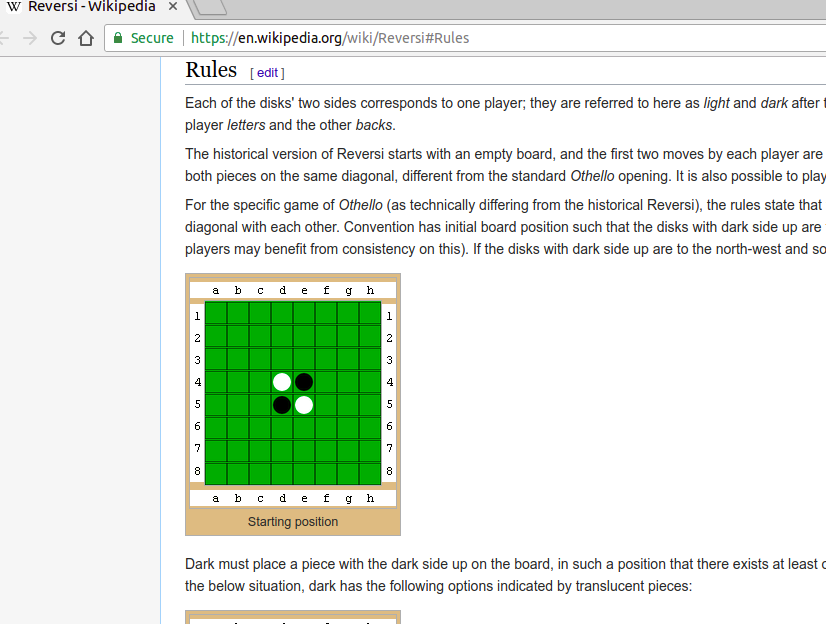 Reversi - Wikipedia
Secure https://en.wikipedia.org/wiki/Reversi#Rules
Rules [ edit ]
Each of the disks' two sides corresponds to one player; they are referred to here as light and dark after
player letters and the other backs.
The historical version of Reversi starts with an empty board, and the first two moves by each player are
both pieces on the same diagonal, different from the standard Othello opening. It is also possible to play
For the specific game of Othello (as technically differing from the historical Reversi), the rules state that
diagonal with each other. Convention has initial board position such that the disks with dark side up are
players may benefit from consistency on this). If the disks with dark side up are to the north-west and
a b c d e f g h
1 1
2 2
3 3
4 4
5 5
6 6
7 7
8 8
a b c d e f g h
Starting position
Dark must place a piece with the dark side up on the board, in such a position that there exists at least
the below situation, dark has the following options indicated by translucent pieces: